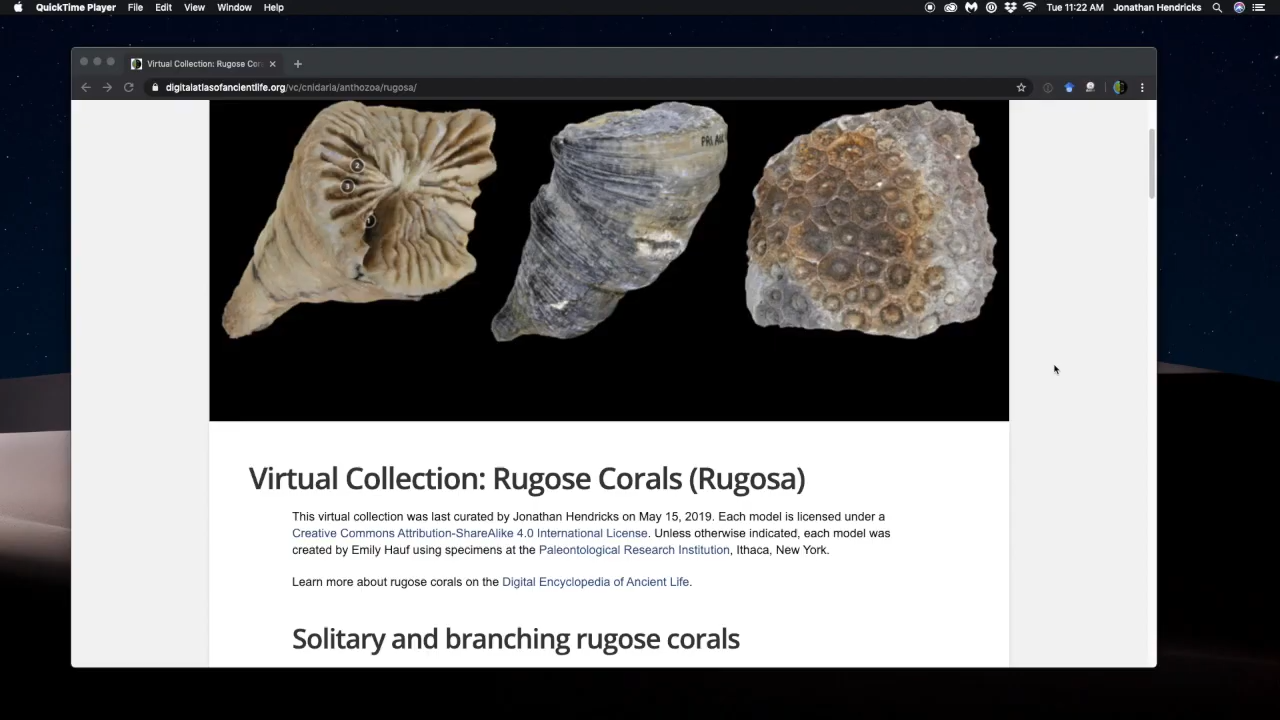 QuickTime Player File Edit View Window Help Tue 11:22 AM Jonathan Hendricks
Virtual Collection: Rugose Cor
digitalatlasofancientlife.org/vc/cnidaria/anthozoa/rugosa/
2
3
1
Virtual Collection: Rugose Corals (Rugosa)
This virtual collection was last curated by Jonathan Hendricks on May 15, 2019. Each model is licensed under a
Creative Commons Attribution-ShareAlike 4.0 International License. Unless otherwise indicated, each model was
created by Emily Hauf using specimens at the Paleontological Research Institution, Ithaca, New York.
Learn more about rugose corals on the Digital Encyclopedia of Ancient Life.
Solitary and branching rugose corals